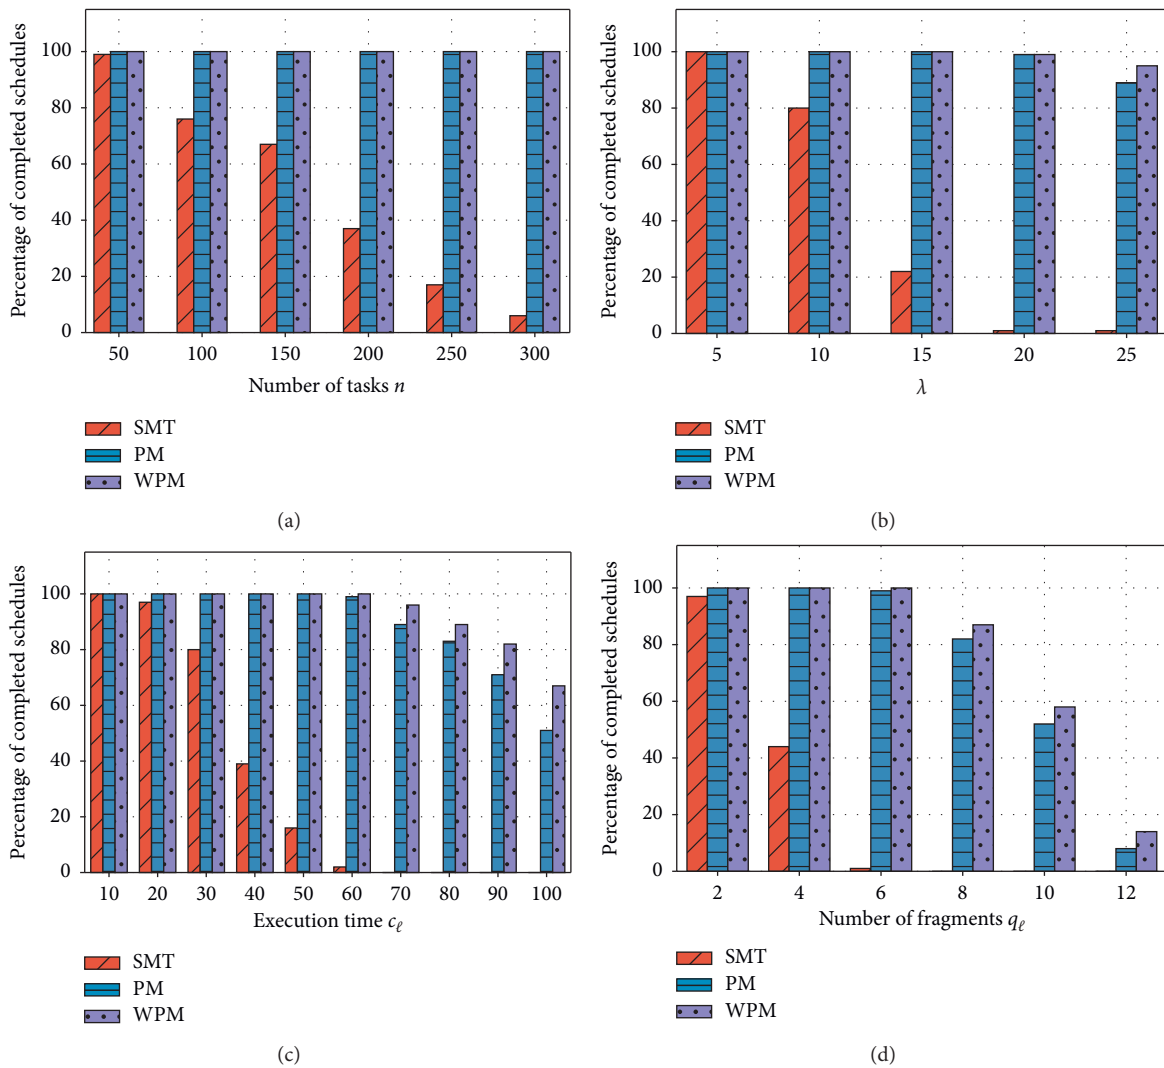 Percentage of completed schedules
100
80
60
40
20
0
50 100 150 200 250 300
Number of tasks n
SMT
PM
WPM
(a)
Percentage of completed schedules
100
80
60
40
20
0
5 10 15 20 25
λ
SMT
PM
WPM
(b)
Percentage of completed schedules
100
80
60
40
20
0
10 20 30 40 50 60 70 80 90 100
Execution time cℓ
SMT
PM
WPM
(c)
Percentage of completed schedules
100
80
60
40
20
0
2 4 6 8 10 12
Number of fragments qℓ
SMT
PM
WPM
(d)